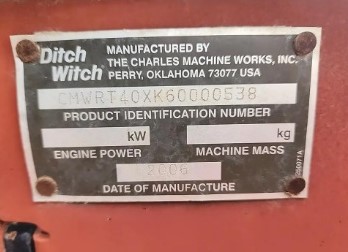 Ditch Witch
MANUFACTURED BY
THE CHARLES MACHINE WORKS, INC.
PERRY, OKLAHOMA 73077 USA
CMWRT40XK60000538
PRODUCT IDENTIFICATION NUMBER
kW kg
ENGINE POWER MACHINE MASS
2006
DATE OF MANUFACTURE